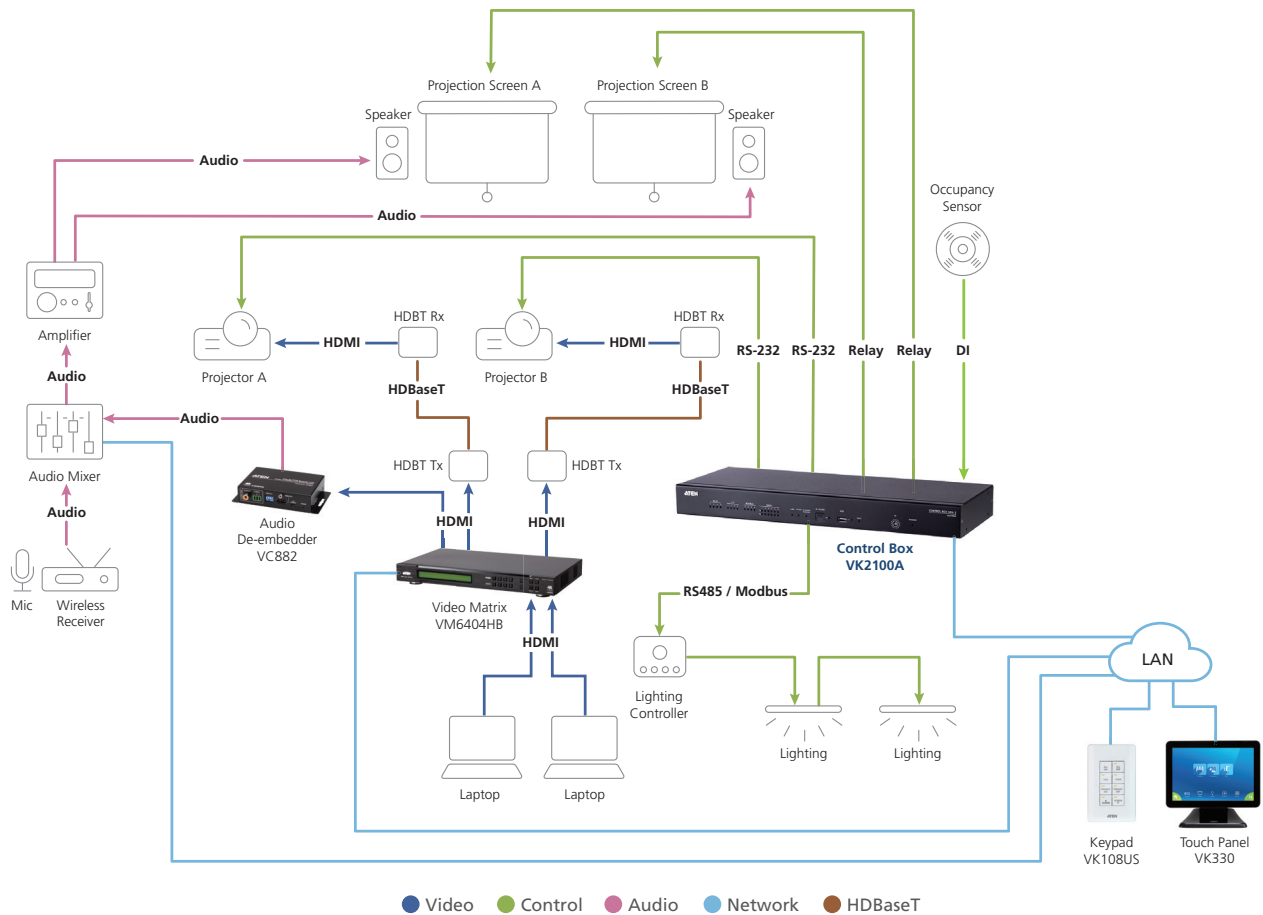 Projection Screen A
Projection Screen B
Speaker
Speaker
Audio
Audio
Occupancy
Sensor
Amplifier
HDBT Rx
HDBT Rx
HDMI
HDMI
RS-232
RS-232
Relay
Relay
DI
Projector A
Projector B
Audio
HDBaseT
HDBaseT
Audio
Audio Mixer
HDBT Tx
HDBT Tx
ATEN
ATEN
Audio
Audio
De-embedder
VC882
HDMI
HDMI
Control Box
VK2100A
Mic
Wireless
Receiver
Video Matrix
VM6404HB
RS485 / Modbus
HDMI
LAN
Lighting
Controller
Lighting
Lighting
Laptop
Laptop
ATEN
Keypad
VK108US
Touch Panel
VK330
Video
Control
Audio
Network
HDBaseT